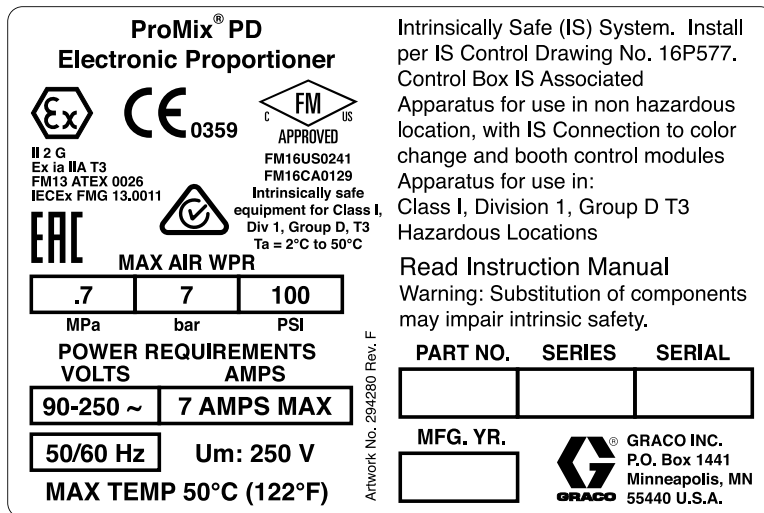 ProMix® PD
Electronic Proportioner
Ex
CE 0359
FM
C US
APPROVED
II 2 G
Ex ia IIA T3
FM13 ATEX 0026
IECEx FMG 13.0011
FM16US0241
FM16CA0129
Intrinsically safe
equipment for Class I,
Div 1, Group D, T3
Ta = 2°C to 50°C
EAC
MAX AIR WPR
.7 7 100
MPa bar PSI
POWER REQUIREMENTS
VOLTS AMPS
90-250 ~ 7 AMPS MAX
50/60 Hz Um: 250 V
MAX TEMP 50°C (122°F)
Artwork No. 294280 Rev. F
Intrinsically Safe (IS) System. Install
per IS Control Drawing No. 16P577.
Control Box IS Associated
Apparatus for use in non hazardous
location, with IS Connection to color
change and booth control modules
Apparatus for use in:
Class I, Division 1, Group D T3
Hazardous Locations
Read Instruction Manual
Warning: Substitution of components
may impair intrinsic safety.
PART NO. SERIES SERIAL
MFG. YR.
GRACO®
GRACO INC.
P.O. Box 1441
Minneapolis, MN
55440 U.S.A.